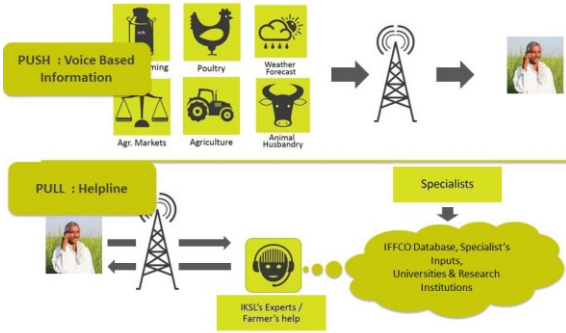 PUSH : Voice Based
Information
Poultry
Weather
Forecast
Agr. Markets
Agriculture
Animal
Husbandry
PULL : Helpline
Specialists
IFFCO Database, Specialist's
Inputs,
Universities & Research
Institutions
IKSL's Experts /
Farmer's help